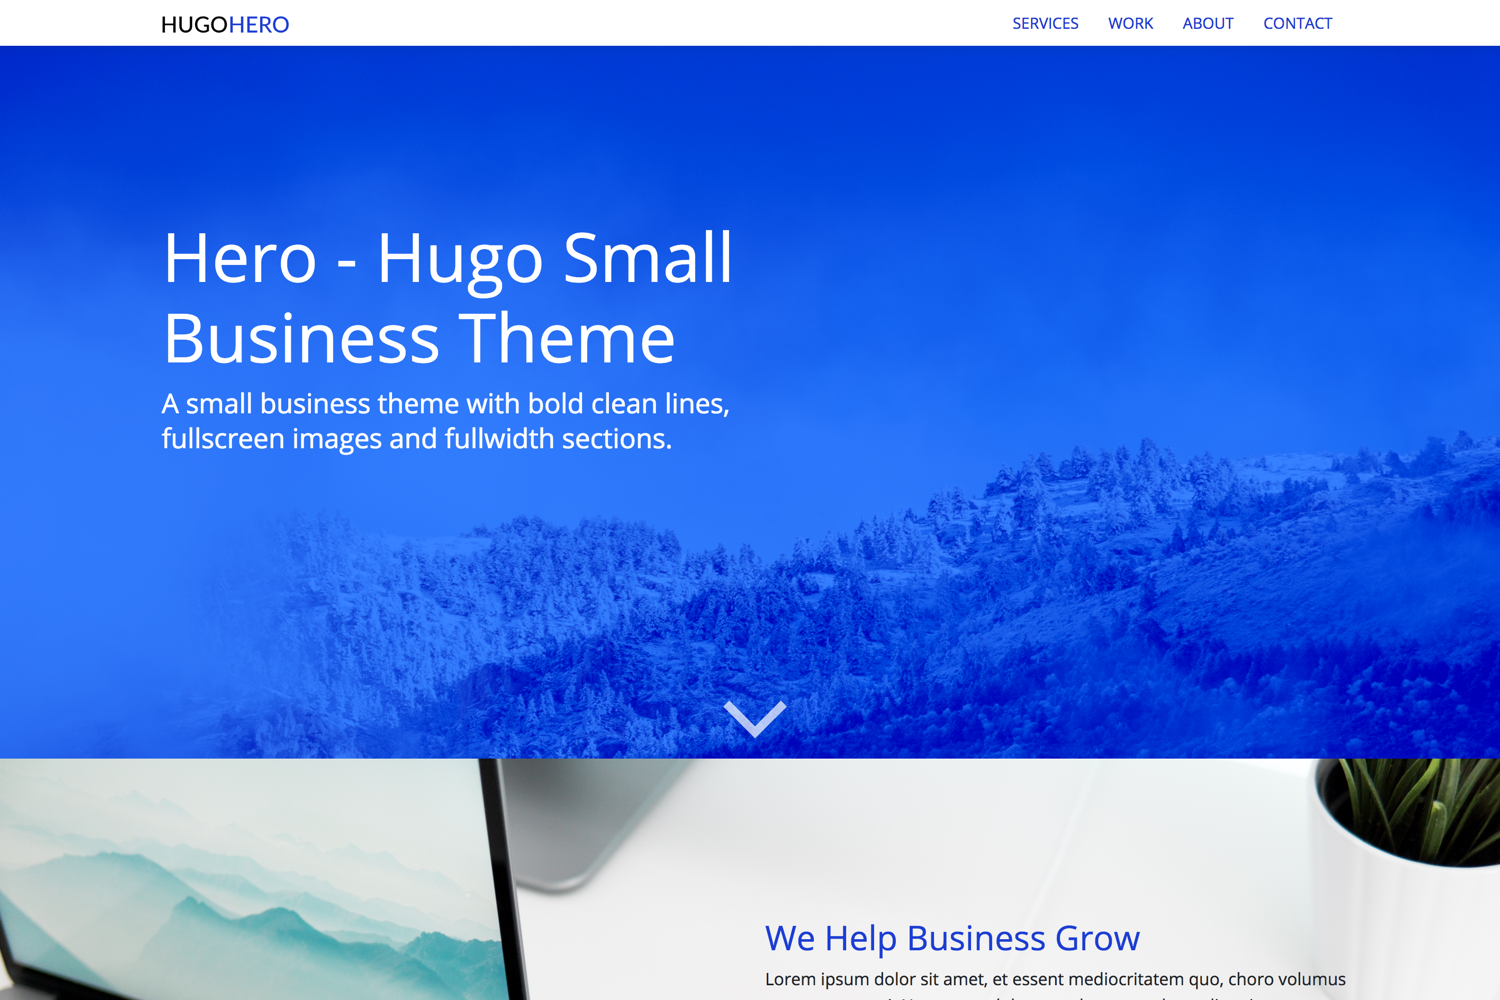 HUGOHERO
SERVICES WORK ABOUT CONTACT
Hero - Hugo Small
Business Theme
A small business theme with bold clean lines,
fullscreen images and fullwidth sections.
We Help Business Grow
Lorem ipsum dolor sit amet, et essent mediocritatem quo, choro volumus